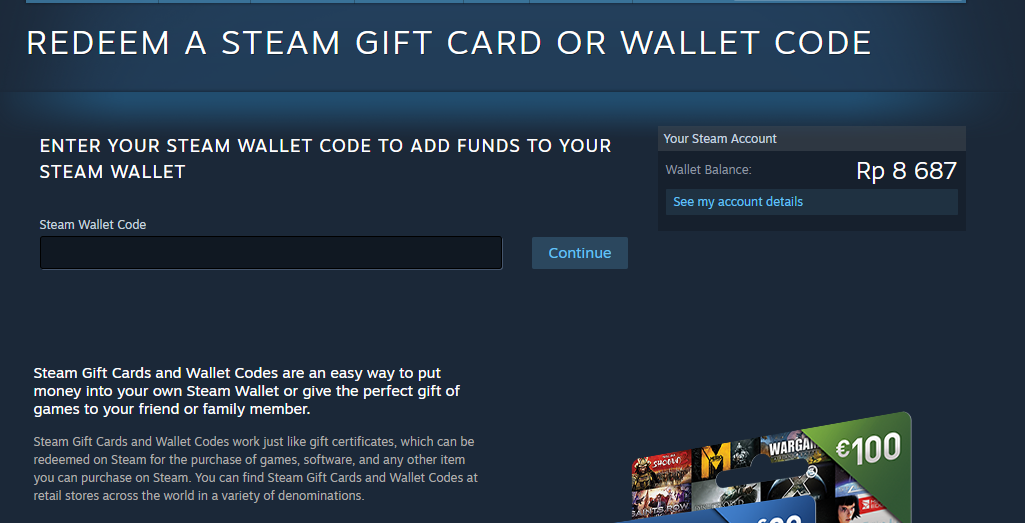 REDEEM A STEAM GIFT CARD OR WALLET CODE
ENTER YOUR STEAM WALLET CODE TO ADD FUNDS TO YOUR
STEAM WALLET
Steam Wallet Code
Continue
Your Steam Account
Wallet Balance:
Rp 8 687
See my account details
Steam Gift Cards and Wallet Codes are an easy way to put
money into your own Steam Wallet or give the perfect gift of
games to your friend or family member.
Steam Gift Cards and Wallet Codes work just like gift certificates, which can be
redeemed on Steam for the purchase of games, software, and any other item
you can purchase on Steam. You can find Steam Gift Cards and Wallet Codes at
retail stores across the world in a variety of denominations.
€100
SHOGUN